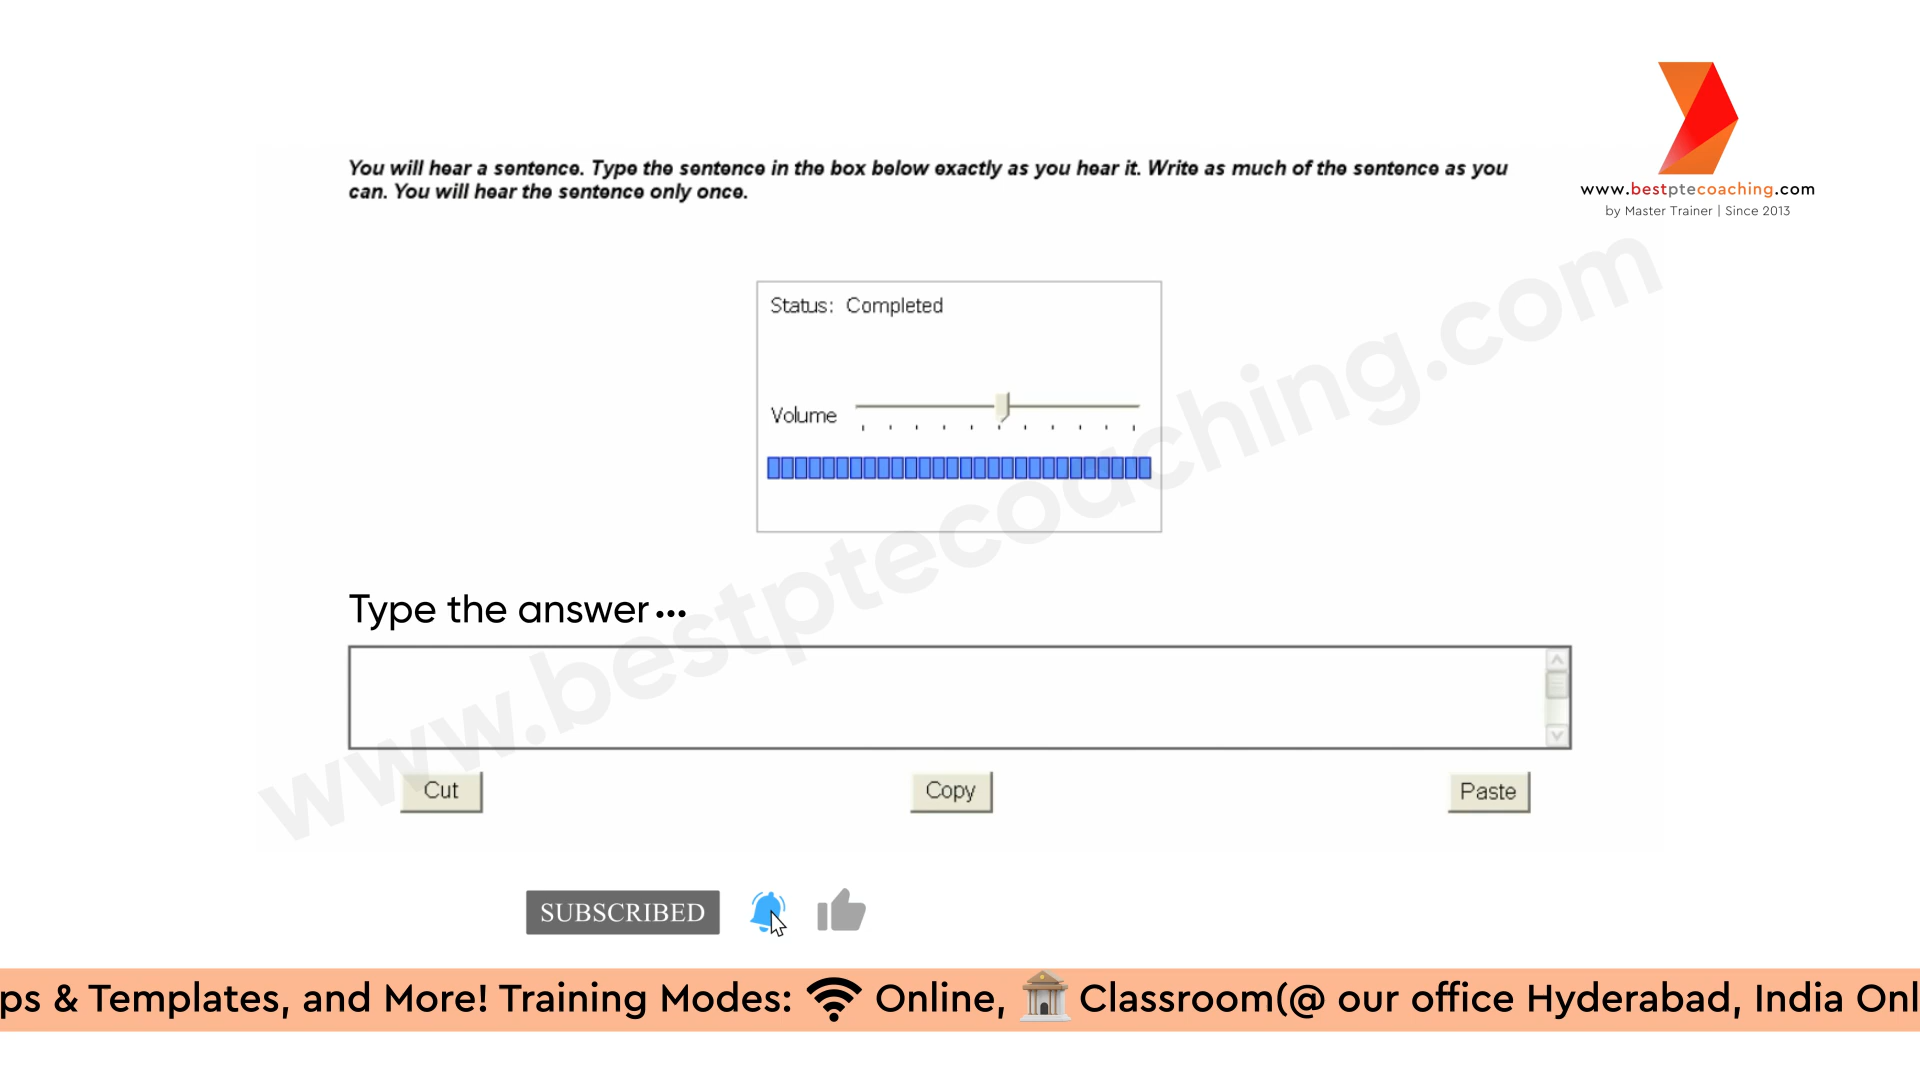 You will hear a sentence. Type the sentence in the box below exactly as you hear it. Write as much of the sentence as you
can. You will hear the sentence only once.
www.bestptecoaching.com
by Master Trainer | Since 2013
Status: Completed
Volume
www.bestptecoaching.com
Type the answer...
Cut
Copy
Paste
SUBSCRIBED
ps & Templates, and More! Training Modes: Online, Classroom(@ our office Hyderabad, India Onl